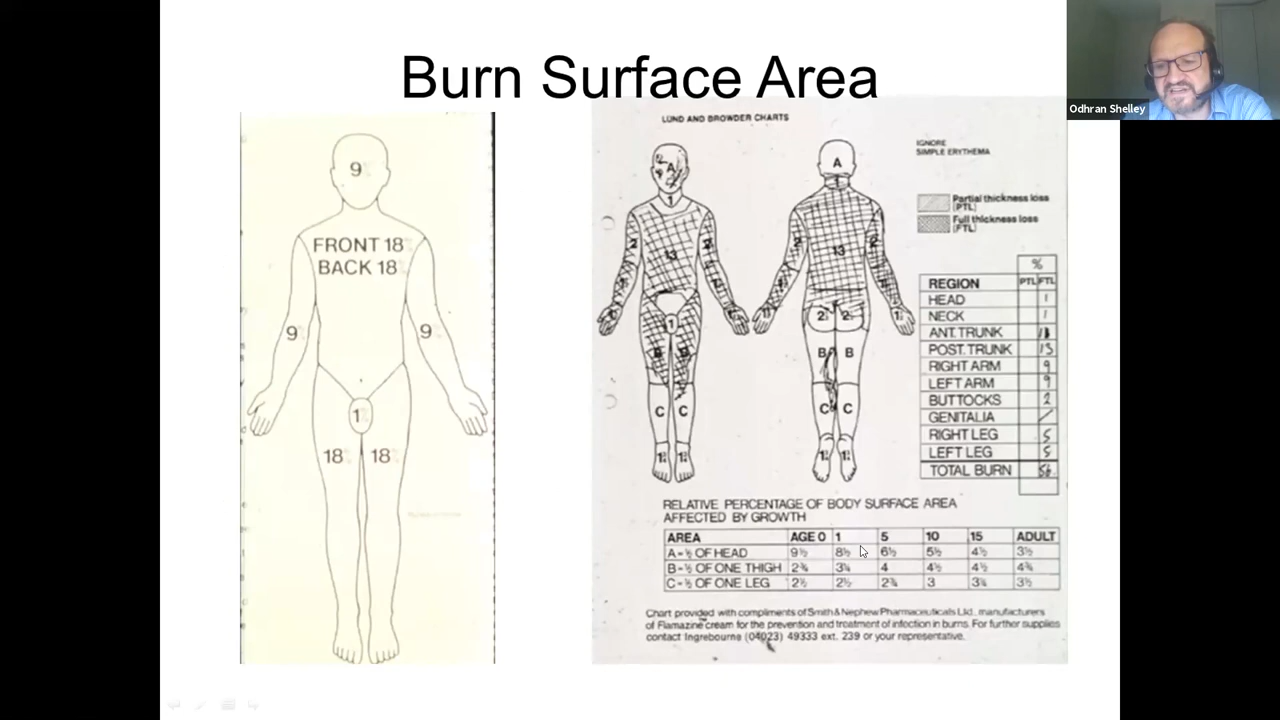 Burn Surface Area
Odhran Shelley
9%
FRONT 18%
BACK 18%
9%
9%
1%
18%
18%
LUND AND BROWDER CHARTS
IGNORE
SIMPLE ERYTHEMA
Partial thickness loss
(PTL)
Full thickness loss
(FTL)
A
1
2
13
2
1
B
B
C
C
A
1
2
13
2
B
B
C
C
%
REGION PTL FTL
HEAD 1
NECK 1
ANT. TRUNK
POST. TRUNK 13
RIGHT ARM 9
LEFT ARM 9
BUTTOCKS 2
GENITALIA
RIGHT LEG 5
LEFT LEG 5
TOTAL BURN
RELATIVE PERCENTAGE OF BODY SURFACE AREA
AFFECTED BY GROWTH
AREA AGE 0 1 5 10 15 ADULT
A-½ OF HEAD 9½ 8½ 6½ 5½ 4½ 3½
B-½ OF ONE THIGH 2¾ 3¼ 4 4½ 4½ 4¾
C-½ OF ONE LEG 2½ 2½ 2¾ 3 3¼ 3½
Chart provided with compliments of Smith & Nephew Pharmaceuticals Ltd., manufacturers
of Flamazine cream for the prevention and treatment of infection in burns. For further supplies
contact Ingrebourne (04023) 49333 ext. 239 or your representative.